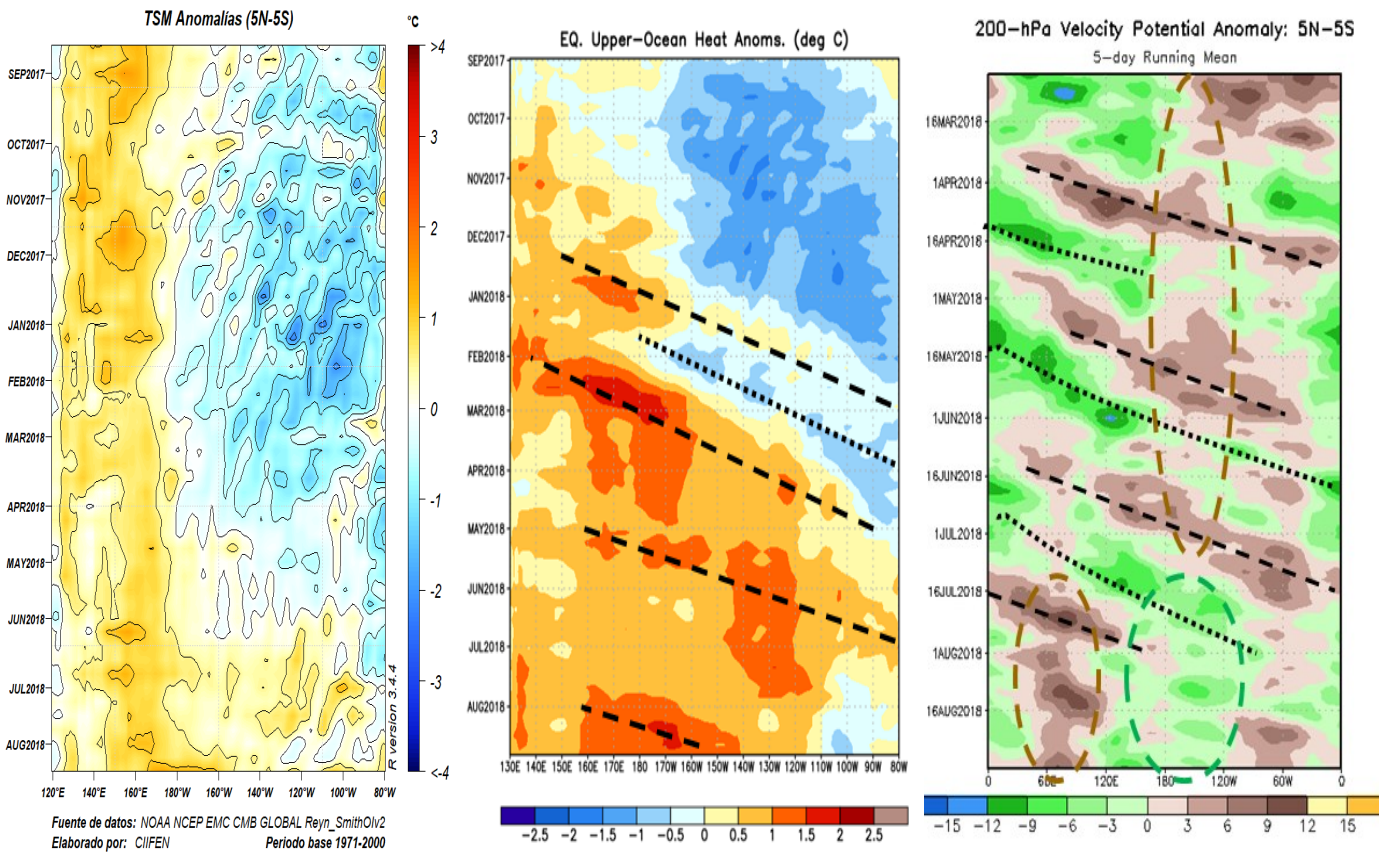 TSM Anomalías (5N-5S)
°C
SEP2017
OCT2017
NOV2017
DEC2017
JAN2018
FEB2018
MAR2018
APR2018
MAY2018
JUN2018
JUL2018
AUG2018
120°E
140°E
160°E
180°E
160°W
140°W
120°W
100°W
80°W
>4
3
2
1
0
-1
-2
-3
<-4
R version 3.4.4
Fuente de datos: NOAA NCEP EMC CMB GLOBAL Reyn_SmithOIv2
Elaborado por: CIIFEN
Periodo base 1971-2000
EQ. Upper-Ocean Heat Anoms. (deg C)
SEP2017
OCT2017
NOV2017
DEC2017
JAN2018
FEB2018
MAR2018
APR2018
MAY2018
JUN2018
JUL2018
AUG2018
130E 140E 150E 160E 170E 180 170W 160W 150W 140W 130W 120W 110W 100W 90W 80W
-2.5 -2 -1.5 -1 -0.5 0 0.5 1 1.5 2 2.5
200-hPa Velocity Potential Anomaly: 5N-5S
5-day Running Mean
16MAR2018
1APR2018
16APR2018
1MAY2018
16MAY2018
1JUN2018
16JUN2018
1JUL2018
16JUL2018
1AUG2018
16AUG2018
0 60E 120E 180 120W 60W 0
-15 -12 -9 -6 -3 0 3 6 9 12 15